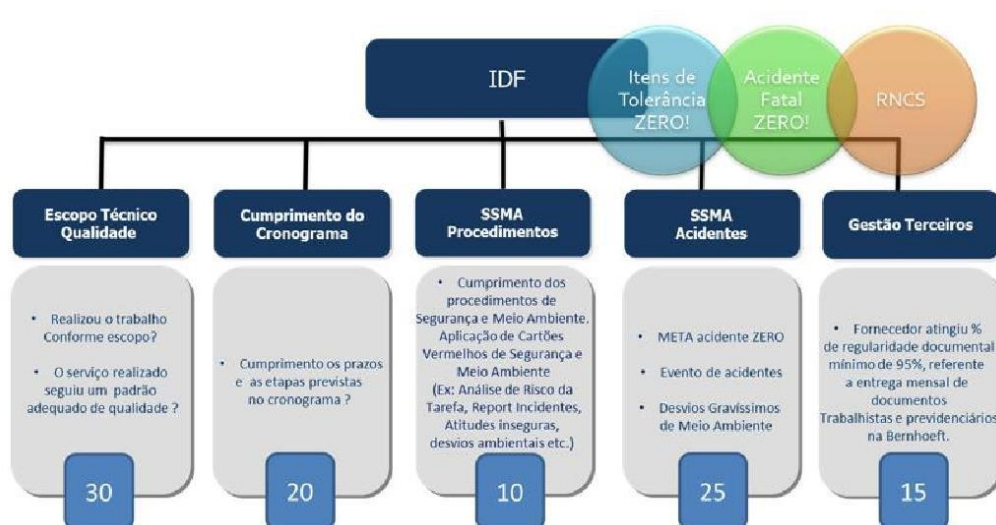 IDF
Itens de
Tolerância
ZERO!
Acidente
Fatal
ZERO!
RNCS
Escopo Técnico
Qualidade
Cumprimento do
Cronograma
SSMA
Procedimentos
SSMA
Acidentes
Gestão Terceiros
• Realizou o trabalho
Conforme escopo?
• O serviço realizado
seguiu um padrão
adequado de qualidade ?
30
• Cumprimento os prazos
e as etapas previstas
no cronograma ?
20
• Cumprimento dos
procedimentos de
Segurança e Meio Ambiente.
Aplicação de Cartões
Vermelhos de Segurança e
Meio Ambiente
(Ex: Análise de Risco da
Tarefa, Report Incidentes,
Atitudes inseguras,
desvios ambientais etc.)
10
• META acidente ZERO
• Evento de acidentes
• Desvios Gravíssimos
de Meio Ambiente
25
• Fornecedor atingiu %
de regularidade documental
mínimo de 95%, referente
a entrega mensal de
documentos
Trabalhistas e previdenciários
na Bernhoeft.
15